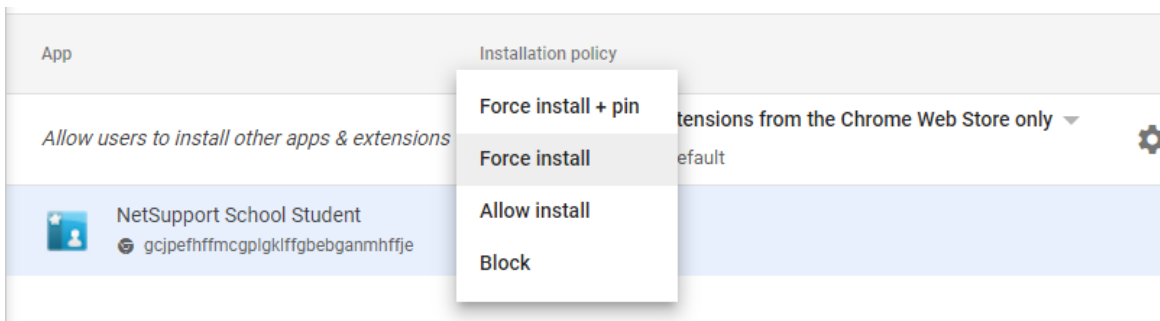 App
Installation policy
Force install + pin
Allow users to install other apps & extensions
tensions from the Chrome Web Store only
Force install
efault
NetSupport School Student
Allow install
gcjpefhffmcgplgklffgbebganmhffje
Block